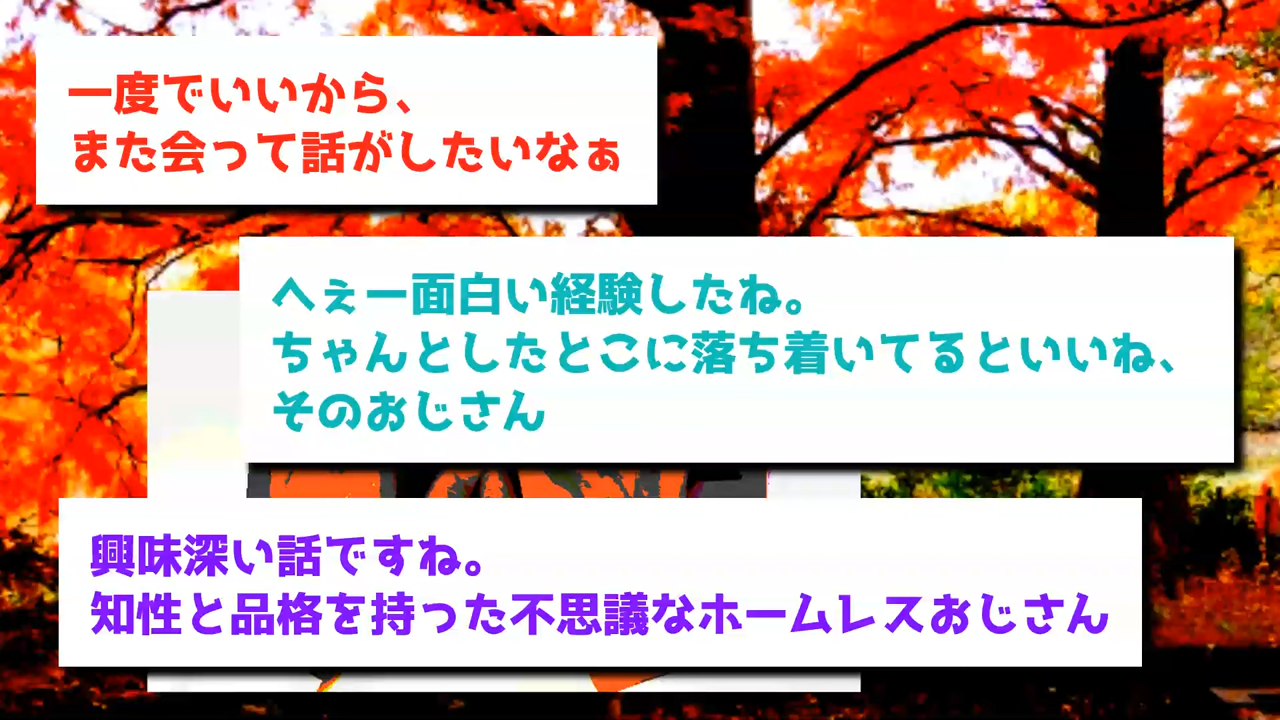 一度でいいから、
また会って話がしたいなぁ
へぇー面白い経験したね。
ちゃんとしたとこに落ち着いてるといいね、
そのおじさん
興味深い話ですね。
知性と品格を持った不思議なホームレスおじさん